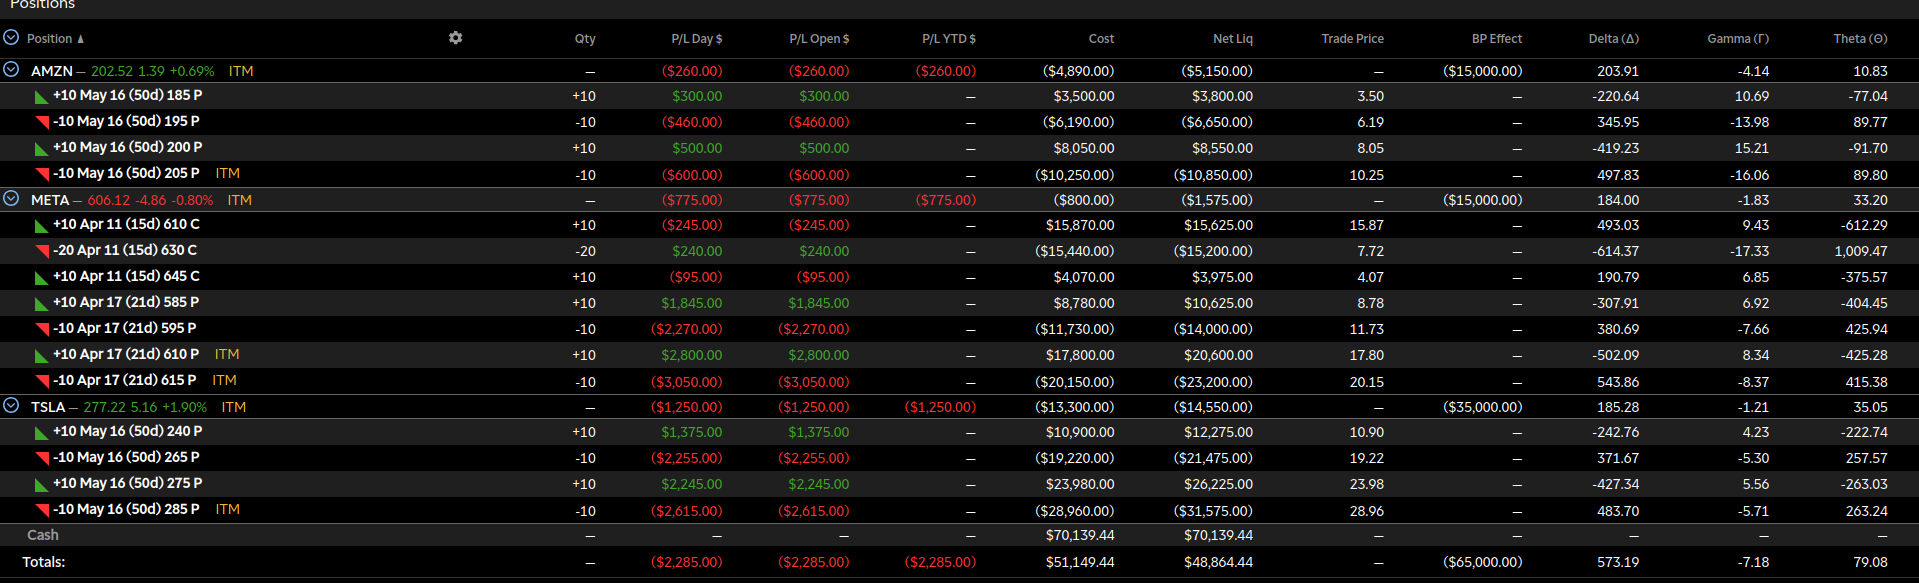 Positions
Position ▲ Qty P/L Day $ P/L Open $ P/L YTD $ Cost Net Liq Trade Price BP Effect Delta (Δ) Gamma (Γ) Theta (Θ)
AMZN — 202.52 1.39 +0.69% ITM — ($260.00) ($260.00) ($260.00) ($4,890.00) ($5,150.00) — ($15,000.00) 203.91 -4.14 10.83
+10 May 16 (50d) 185 P +10 $300.00 $300.00 — $3,500.00 $3,800.00 3.50 — -220.64 10.69 -77.04
-10 May 16 (50d) 195 P -10 ($460.00) ($460.00) — ($6,190.00) ($6,650.00) 6.19 — 345.95 -13.98 89.77
+10 May 16 (50d) 200 P +10 $500.00 $500.00 — $8,050.00 $8,550.00 8.05 — -419.23 15.21 -91.70
-10 May 16 (50d) 205 P ITM -10 ($600.00) ($600.00) — ($10,250.00) ($10,850.00) 10.25 — 497.83 -16.06 89.80
META — 606.12 -4.86 -0.80% ITM — ($775.00) ($775.00) ($775.00) ($800.00) ($1,575.00) — ($15,000.00) 184.00 -1.83 33.20
+10 Apr 11 (15d) 610 C +10 ($245.00) ($245.00) — $15,870.00 $15,625.00 15.87 — 493.03 9.43 -612.29
-20 Apr 11 (15d) 630 C -20 $240.00 $240.00 — ($15,440.00) ($15,200.00) 7.72 — -614.37 -17.33 1,009.47
+10 Apr 11 (15d) 645 C +10 ($95.00) ($95.00) — $4,070.00 $3,975.00 4.07 — 190.79 6.85 -375.57
+10 Apr 17 (21d) 585 P +10 $1,845.00 $1,845.00 — $8,780.00 $10,625.00 8.78 — -307.91 6.92 -404.45
-10 Apr 17 (21d) 595 P -10 ($2,270.00) ($2,270.00) — ($11,730.00) ($14,000.00) 11.73 — 380.69 -7.66 425.94
+10 Apr 17 (21d) 610 P ITM +10 $2,800.00 $2,800.00 — $17,800.00 $20,600.00 17.80 — -502.09 8.34 -425.28
-10 Apr 17 (21d) 615 P ITM -10 ($3,050.00) ($3,050.00) — ($20,150.00) ($23,200.00) 20.15 — 543.86 -8.37 415.38
TSLA — 277.22 5.16 +1.90% ITM — ($1,250.00) ($1,250.00) ($1,250.00) ($13,300.00) ($14,550.00) — ($35,000.00) 185.28 -1.21 35.05
+10 May 16 (50d) 240 P +10 $1,375.00 $1,375.00 — $10,900.00 $12,275.00 10.90 — -242.76 4.23 -222.74
-10 May 16 (50d) 265 P -10 ($2,255.00) ($2,255.00) — ($19,220.00) ($21,475.00) 19.22 — 371.67 -5.30 257.57
+10 May 16 (50d) 275 P +10 $2,245.00 $2,245.00 — $23,980.00 $26,225.00 23.98 — -427.34 5.56 -263.03
-10 May 16 (50d) 285 P ITM -10 ($2,615.00) ($2,615.00) — ($28,960.00) ($31,575.00) 28.96 — 483.70 -5.71 263.24
Cash — — — — $70,139.44 $70,139.44 — — — — —
Totals: — ($2,285.00) ($2,285.00) ($2,285.00) $51,149.44 $48,864.44 — ($65,000.00) 573.19 -7.18 79.08